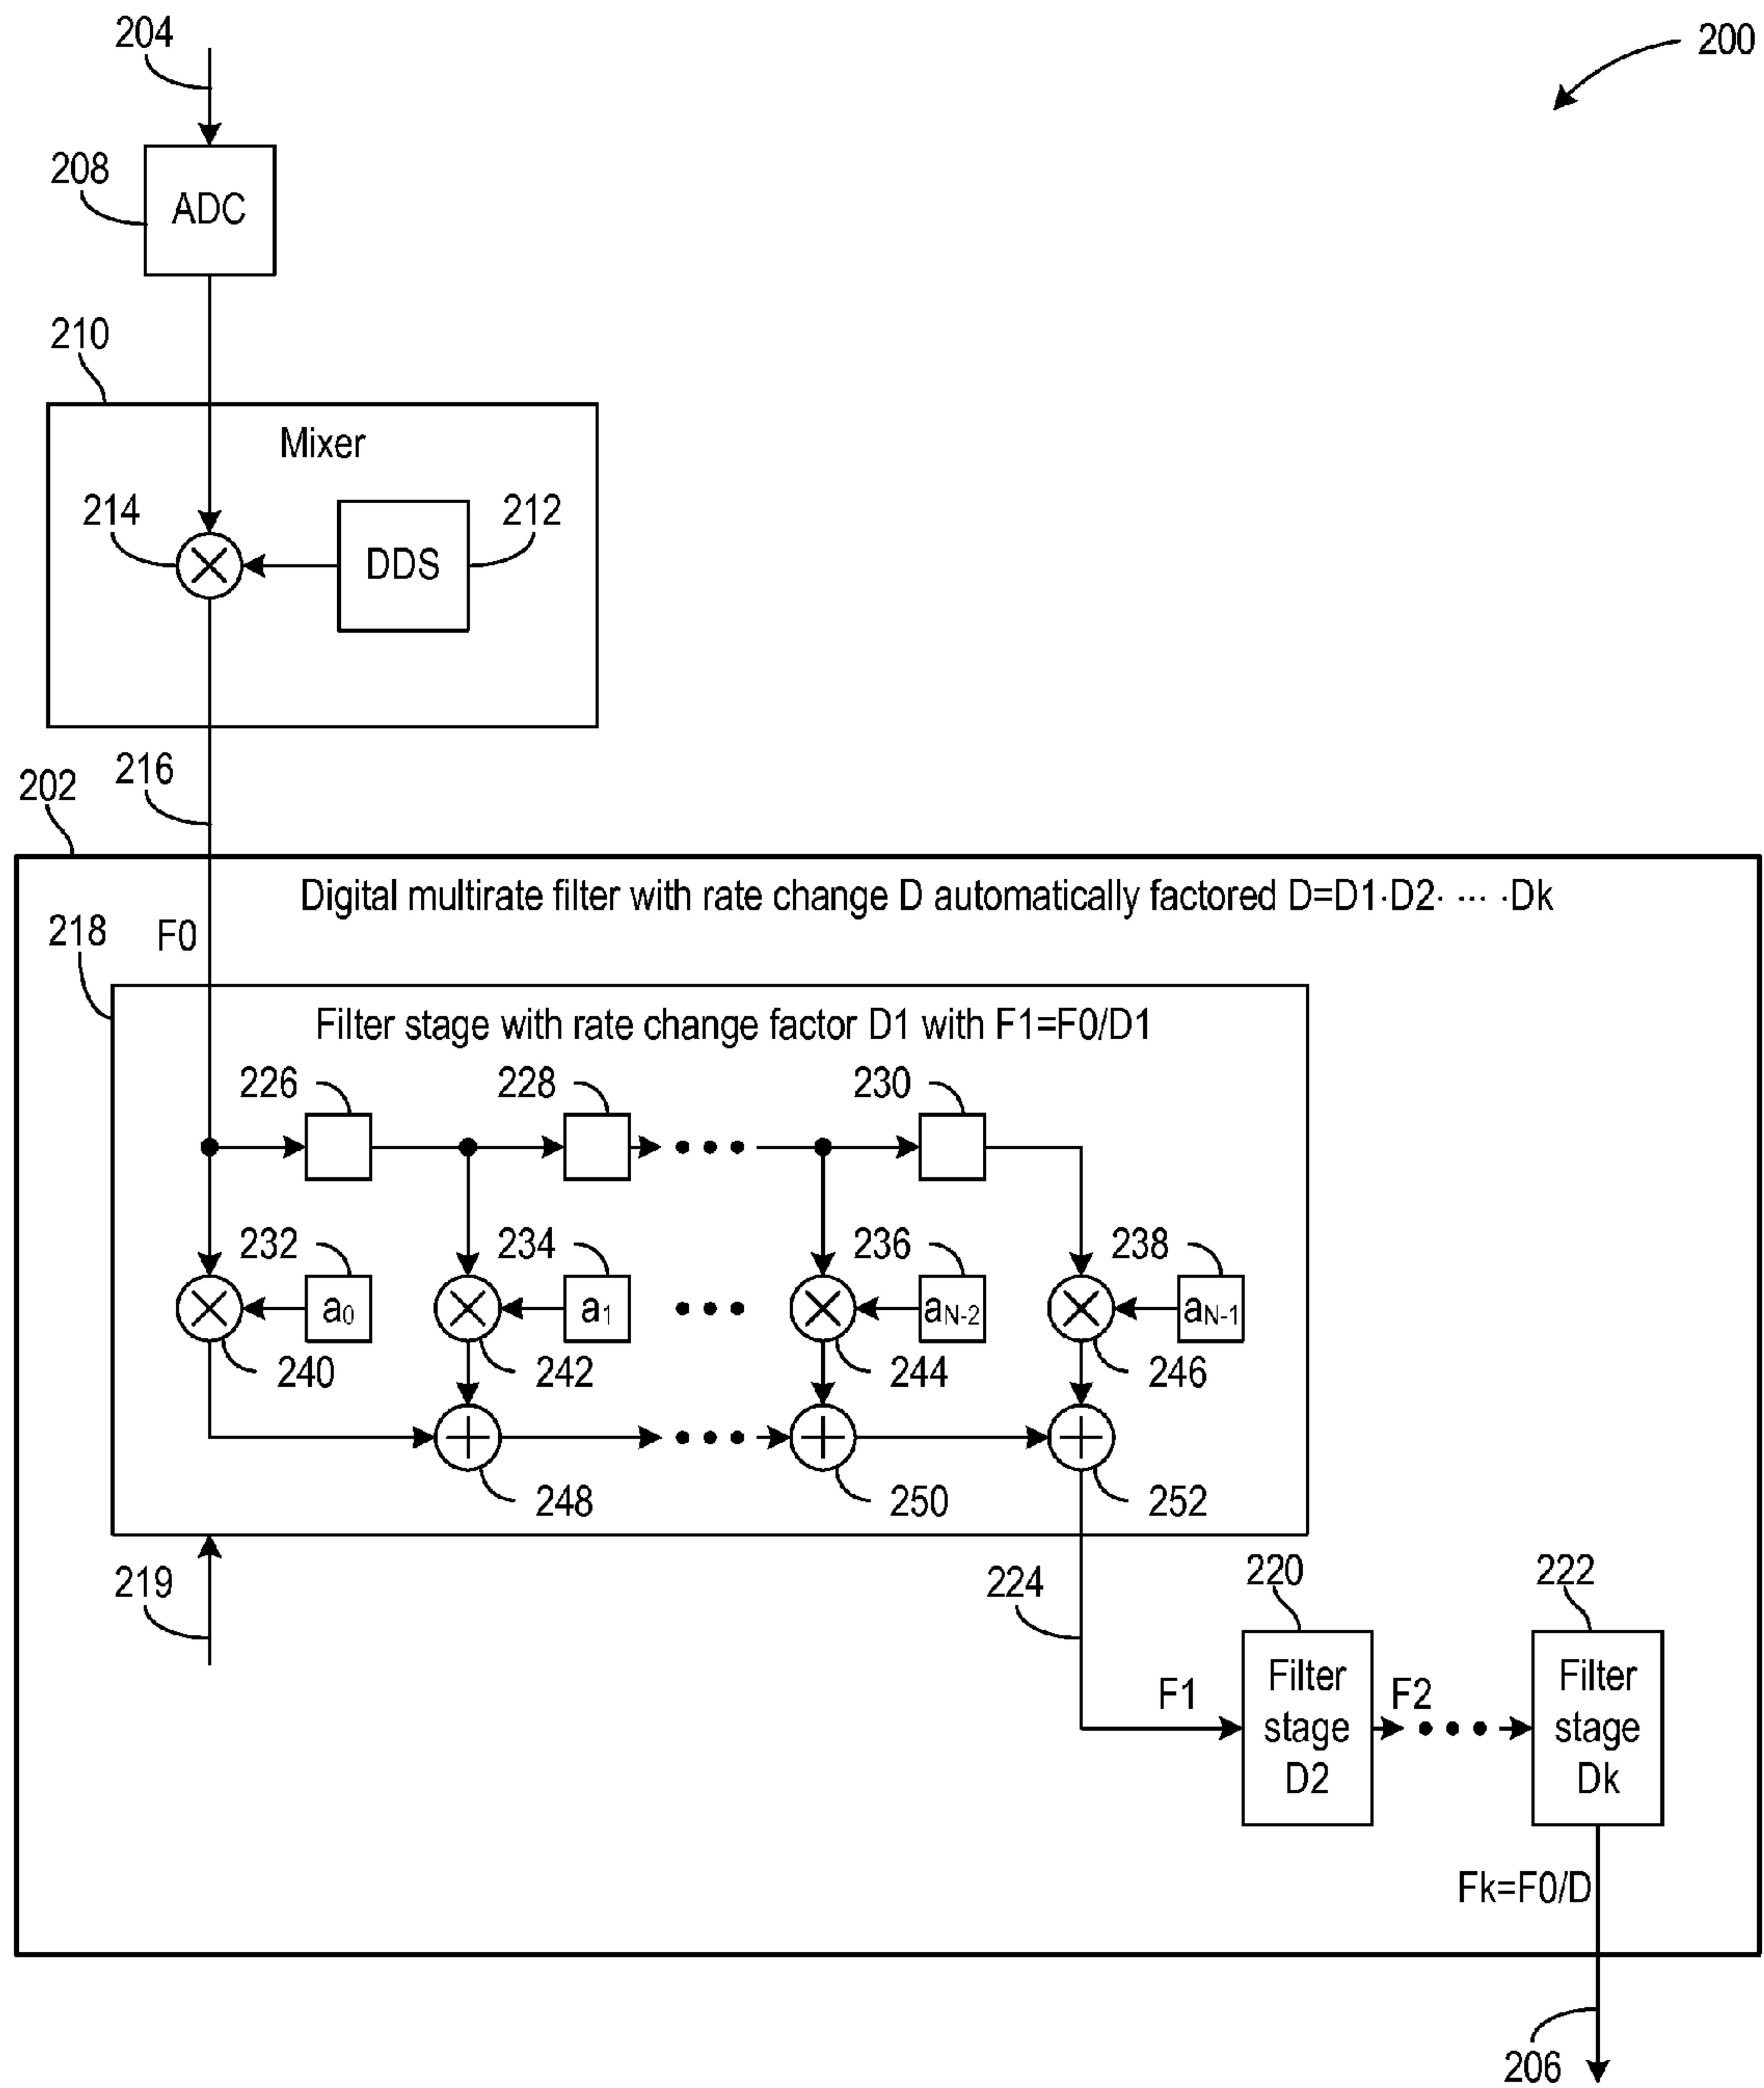 204
200
208
ADC
210
Mixer
214
212
DDS
216
202
Digital multirate filter with rate change D automatically factored D=D1·D2· ... ·Dk
218
F0
Filter stage with rate change factor D1 with F1=F0/D1
226
228
230
232
234
236
238
a0
a1
aN-2
aN-1
240
242
244
246
248
250
252
219
224
220
222
F1
Filter
stage
D2
F2
Filter
stage
Dk
Fk=F0/D
206